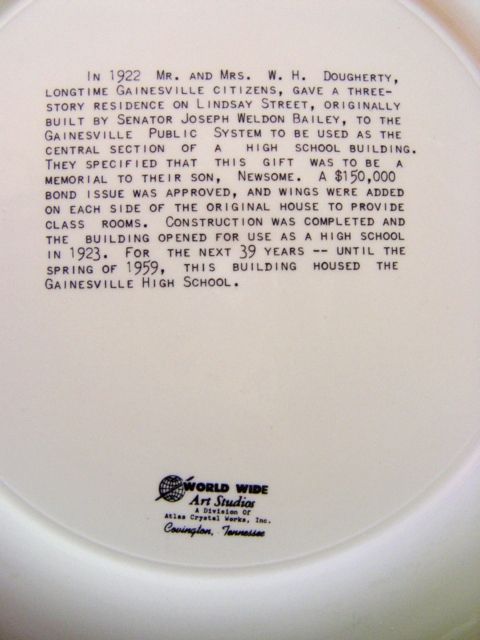 In 1922 Mr. and Mrs. W. H. Dougherty,
longtime Gainesville citizens, gave a three-
story residence on Lindsay Street, originally
built by Senator Joseph Weldon Bailey, to the
Gainesville Public System to be used as the
central section of a high school building.
They specified that this gift was to be a
memorial to their son, Newsome. A $150,000
bond issue was approved, and wings were added
on each side of the original house to provide
class rooms. Construction was completed and
the building opened for use as a high school
in 1923. For the next 39 years -- until the
spring of 1959, this building housed the
Gainesville High School.
WORLD WIDE
Art Studios
A Division Of
Atlas Crystal Works, Inc.
Covington, Tennessee